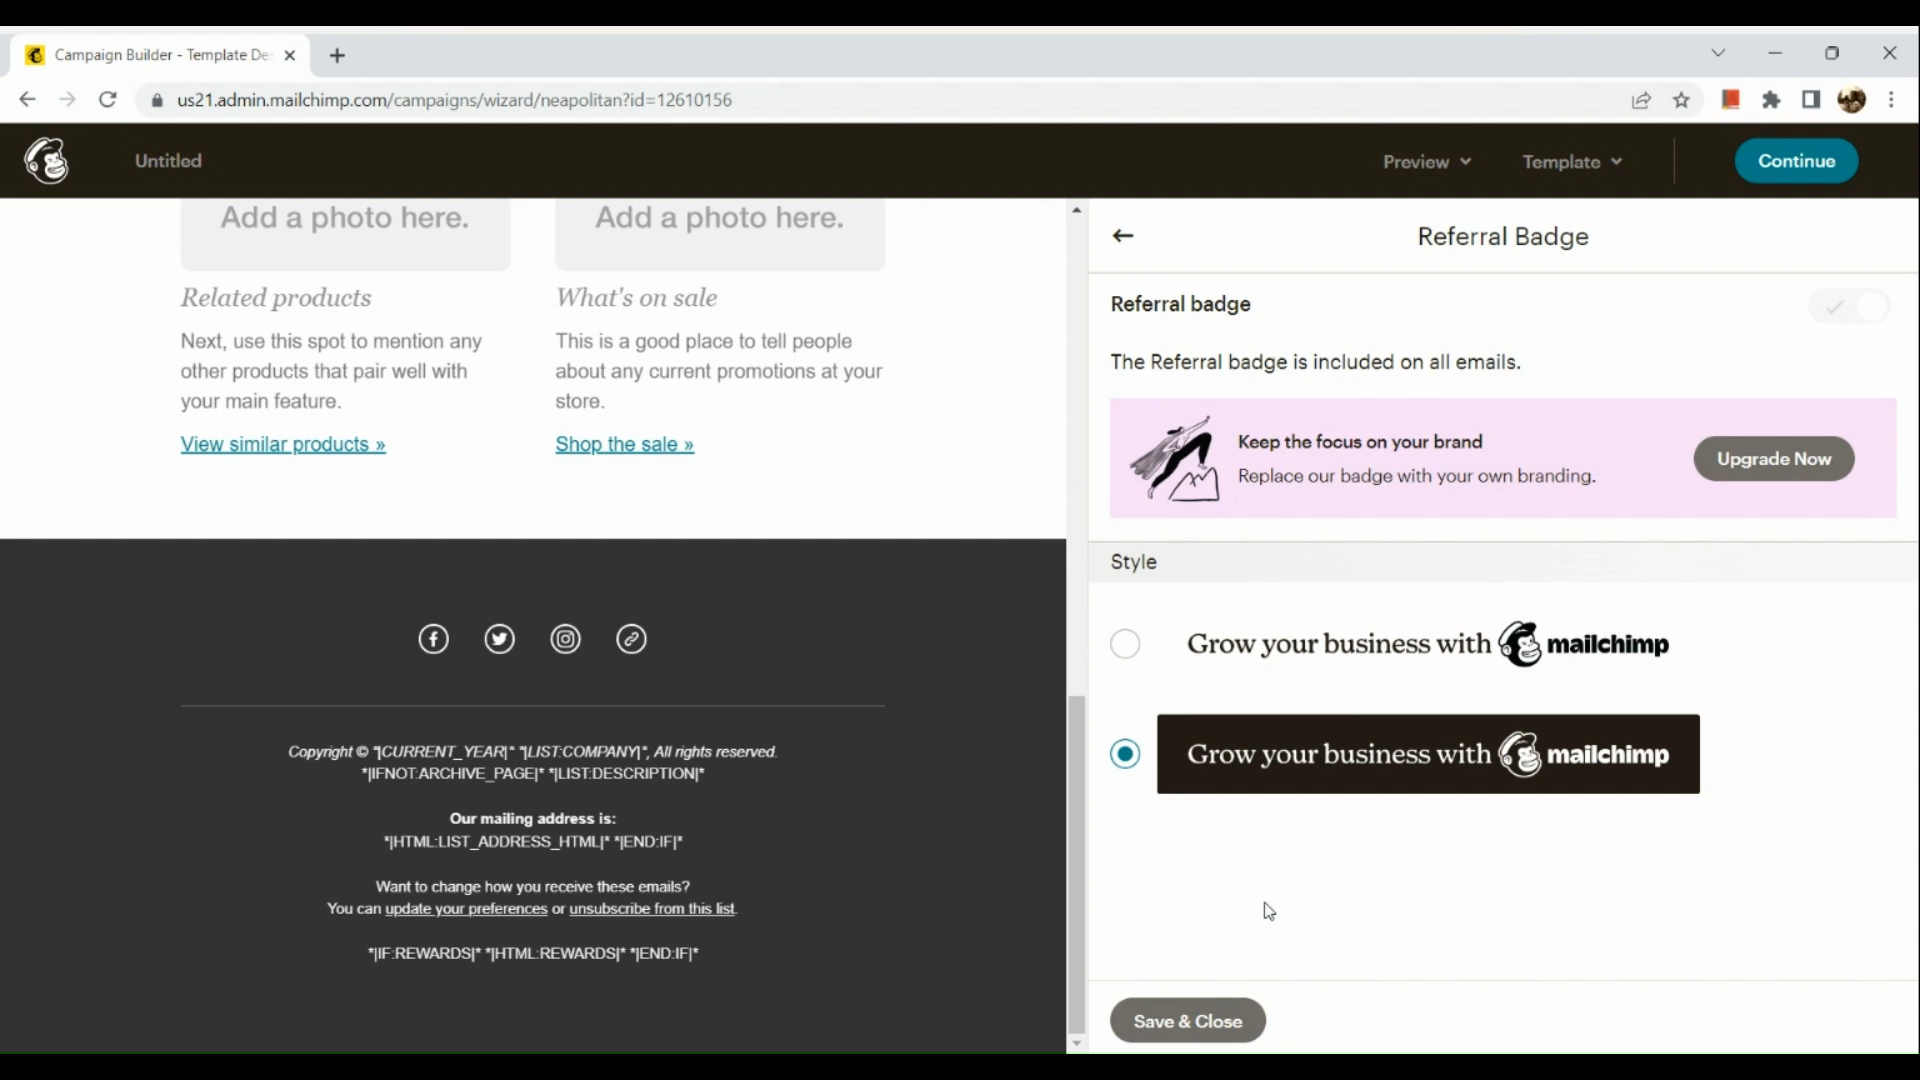 Campaign Builder - Template De
us21.admin.mailchimp.com/campaigns/wizard/neapolitan?id=12610156
Untitled
Preview
Template
Continue
Add a photo here.
Add a photo here.
Related products
Next, use this spot to mention any
other products that pair well with
your main feature.
View similar products »
What's on sale
This is a good place to tell people
about any current promotions at your
store.
Shop the sale »
Copyright © *|CURRENT_YEAR|* *|LIST:COMPANY|*, All rights reserved.
*|IFNOT:ARCHIVE_PAGE|* *|LIST:DESCRIPTION|*
Our mailing address is:
*|HTML:LIST_ADDRESS_HTML|* *|END:IF|*
Want to change how you receive these emails?
You can update your preferences or unsubscribe from this list.
*|IF:REWARDS|* *|HTML:REWARDS|* *|END:IF|*
Referral Badge
Referral badge
The Referral badge is included on all emails.
Keep the focus on your brand
Replace our badge with your own branding.
Upgrade Now
Style
Grow your business with mailchimp
Grow your business with mailchimp
Save & Close